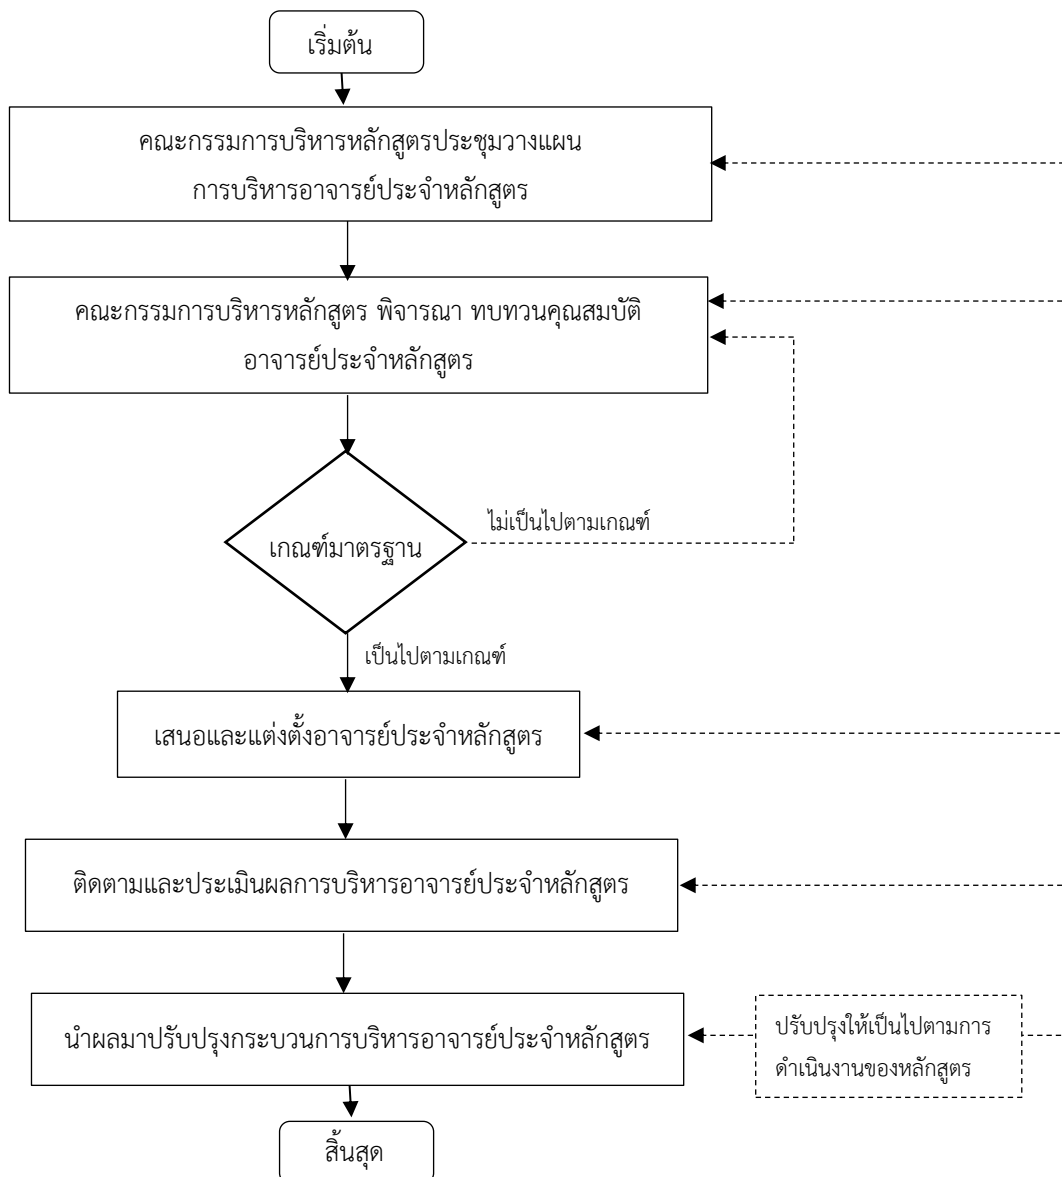 เริ่มต้น
คณะกรรมการบริหารหลักสูตรประชุมวางแผน
การบริหารอาจารย์ประจำหลักสูตร
คณะกรรมการบริหารหลักสูตร พิจารณา ทบทวนคุณสมบัติ
อาจารย์ประจำหลักสูตร
ไม่เป็นไปตามเกณฑ์
เกณฑ์มาตรฐาน
เป็นไปตามเกณฑ์
เสนอและแต่งตั้งอาจารย์ประจำหลักสูตร
ติดตามและประเมินผลการบริหารอาจารย์ประจำหลักสูตร
นำผลมาปรับปรุงกระบวนการบริหารอาจารย์ประจำหลักสูตร
ปรับปรุงให้เป็นไปตามการ
ดำเนินงานของหลักสูตร
สิ้นสุด